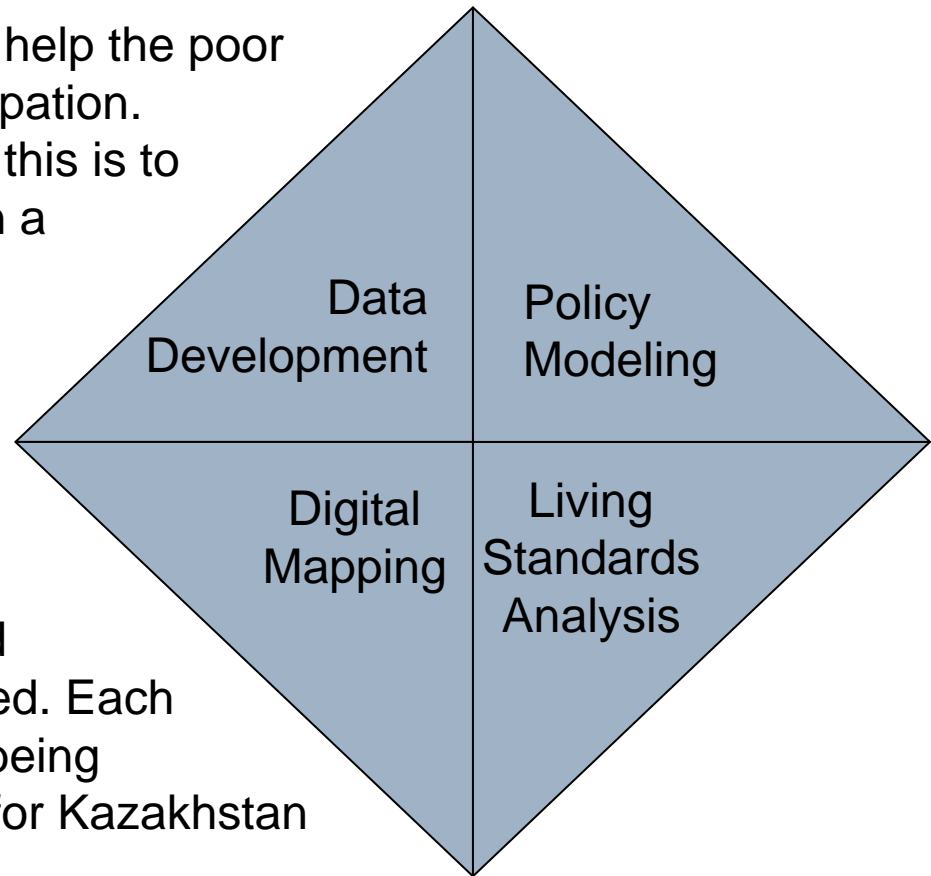 help the poor
pation.
this is to
a
Data
Development
Policy
Modeling
Digital
Mapping
Living
Standards
Analysis
ed. Each
being
for Kazakhstan